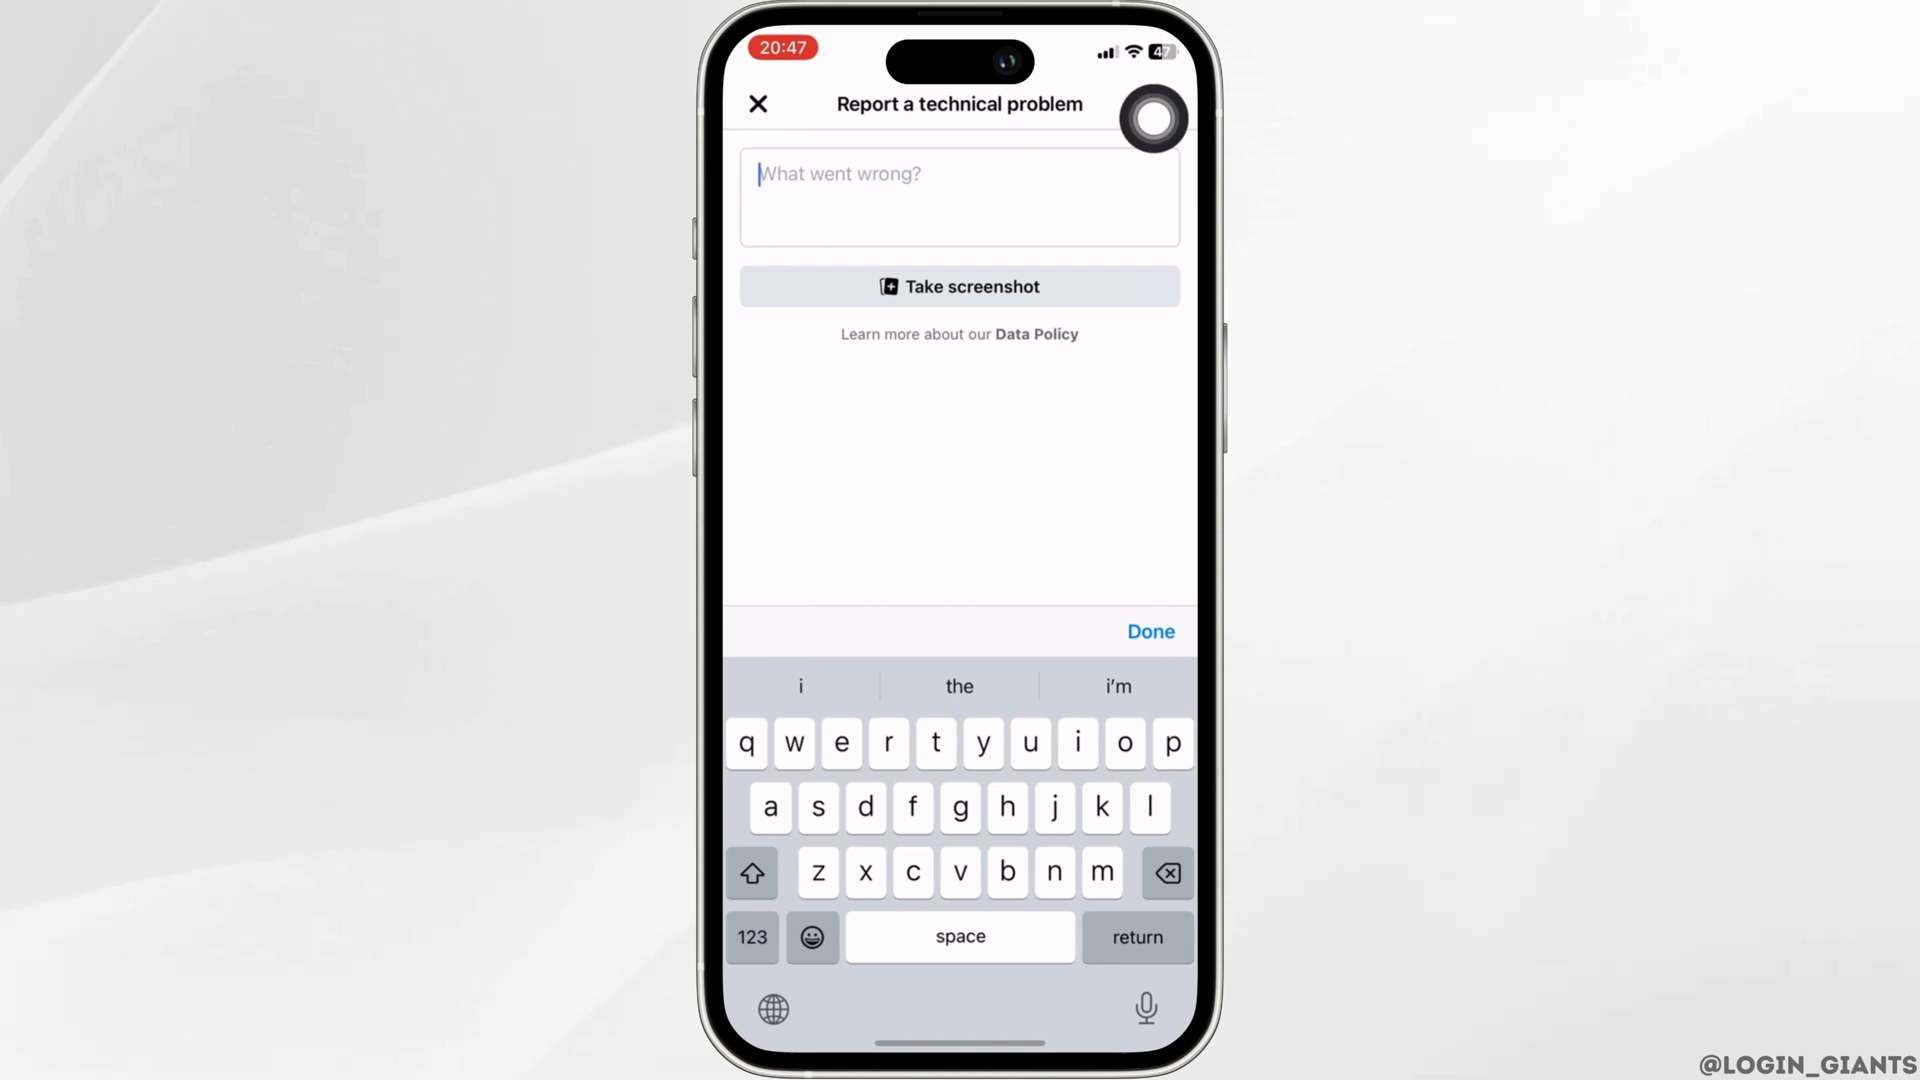 20:47
47
Report a technical problem
What went wrong?
Take screenshot
Learn more about our Data Policy
Done
i the i'm
q w e r t y u i o p
a s d f g h j k l
z x c v b n m
123 space return
@LOGIN_GIANTS